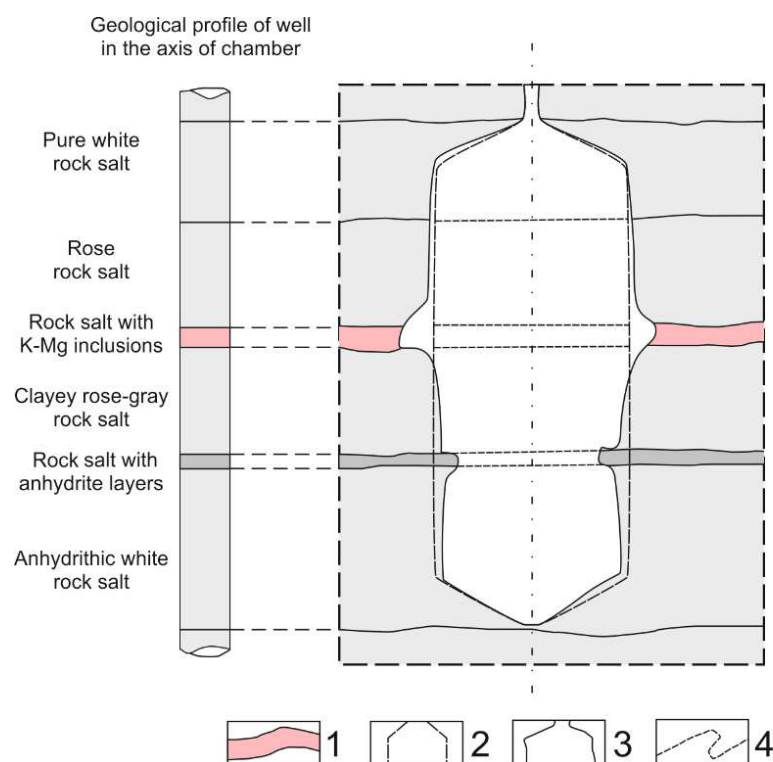 Geological profile of well
in the axis of chamber
Pure white
rock salt
Rose
rock salt
Rock salt with
K-Mg inclusions
Clayey rose-gray
rock salt
Rock salt with
anhydrite layers
Anhydrithic white
rock salt
1 2 3 4